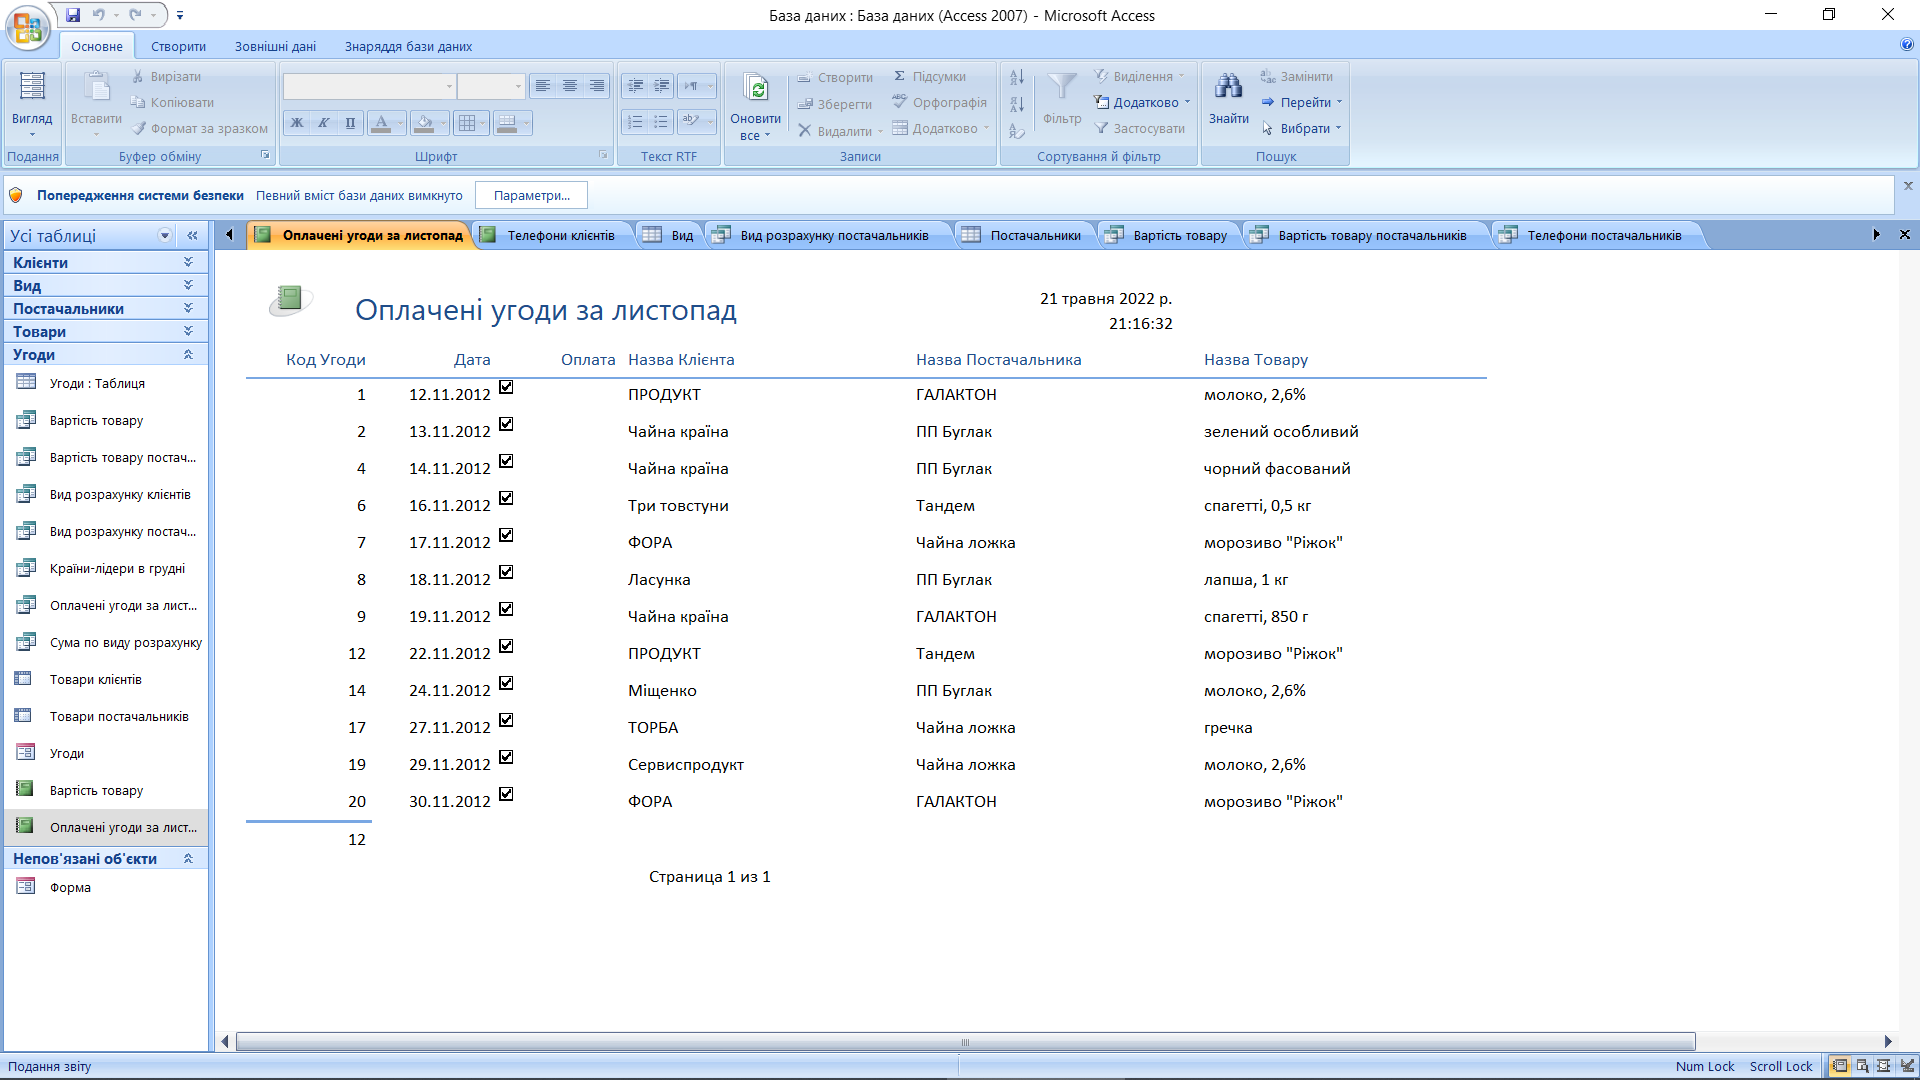 База даних : База даних (Access 2007) - Microsoft Access
Основне Створити Зовнішні дані Знаряддя бази даних
Вигляд
Подання
Вставити
Вирізати
Копіювати
Формат за зразком
Буфер обміну
Ж К П А
Шрифт
Текст RTF
Оновити все
Створити
Зберегти
Видалити
Підсумки
Орфографія
Додатково
Записи
Фільтр
Виділення
Додатково
Застосувати
Сортування й фільтр
Знайти
Замінити
Перейти
Вибрати
Пошук
Попередження системи безпеки Певний вміст бази даних вимкнуто Параметри...
Усі таблиці
Клієнти
Вид
Постачальники
Товари
Угоди
Угоди : Таблиця
Вартість товару
Вартість товару постач...
Вид розрахунку клієнтів
Вид розрахунку постач...
Країни-лідери в грудні
Оплачені угоди за лист...
Сума по виду розрахунку
Товари клієнтів
Товари постачальників
Угоди
Вартість товару
Оплачені угоди за лист...
Непов'язані об'єкти
Форма
Оплачені угоди за листопад Телефони клієнтів Вид Вид розрахунку постачальників Постачальники Вартість товару Вартість товару постачальників Телефони постачальників
Оплачені угоди за листопад
21 травня 2022 р.
21:16:32
Код Угоди Дата Оплата Назва Клієнта Назва Постачальника Назва Товару
1 12.11.2012 ПРОДУКТ ГАЛАКТОН молоко, 2,6%
2 13.11.2012 Чайна країна ПП Буглак зелений особливий
4 14.11.2012 Чайна країна ПП Буглак чорний фасований
6 16.11.2012 Три товстуни Тандем спагетті, 0,5 кг
7 17.11.2012 ФОРА Чайна ложка морозиво "Ріжок"
8 18.11.2012 Ласунка ПП Буглак лапша, 1 кг
9 19.11.2012 Чайна країна ГАЛАКТОН спагетті, 850 г
12 22.11.2012 ПРОДУКТ Тандем морозиво "Ріжок"
14 24.11.2012 Міщенко ПП Буглак молоко, 2,6%
17 27.11.2012 ТОРБА Чайна ложка гречка
19 29.11.2012 Сервиспродукт Чайна ложка молоко, 2,6%
20 30.11.2012 ФОРА ГАЛАКТОН морозиво "Ріжок"
12
Страница 1 из 1
Подання звіту
Num Lock Scroll Lock